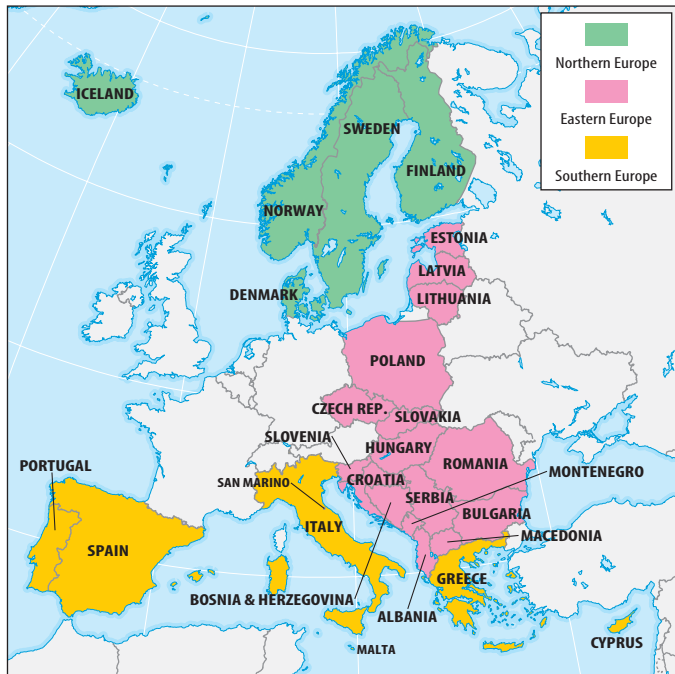 Northern Europe
Eastern Europe
Southern Europe
ICELAND
SWEDEN
FINLAND
NORWAY
ESTONIA
LATVIA
DENMARK
LITHUANIA
POLAND
CZECH REP.
SLOVAKIA
SLOVENIA
HUNGARY
ROMANIA
PORTUGAL
MONTENEGRO
SAN MARINO
CROATIA
SERBIA
BULGARIA
ITALY
MACEDONIA
SPAIN
GREECE
BOSNIA & HERZEGOVINA
ALBANIA
CYPRUS
MALTA